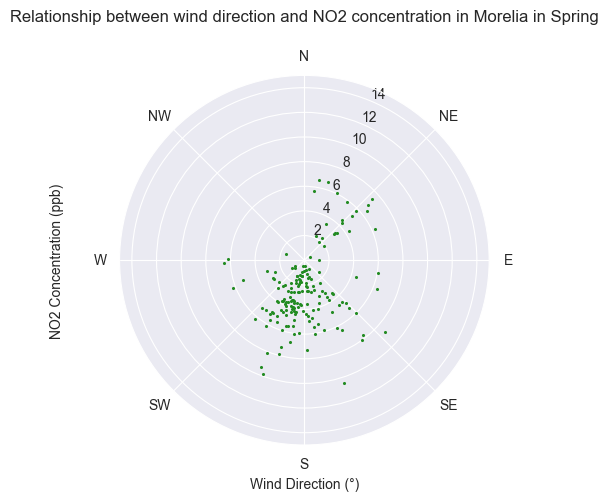 Relationship between wind direction and NO2 concentration in Morelia in Spring
N
14
NW
NE
12
10
8
6
4
2
W
E
NO2 Concentration (ppb)
SW
SE
S
Wind Direction (°)